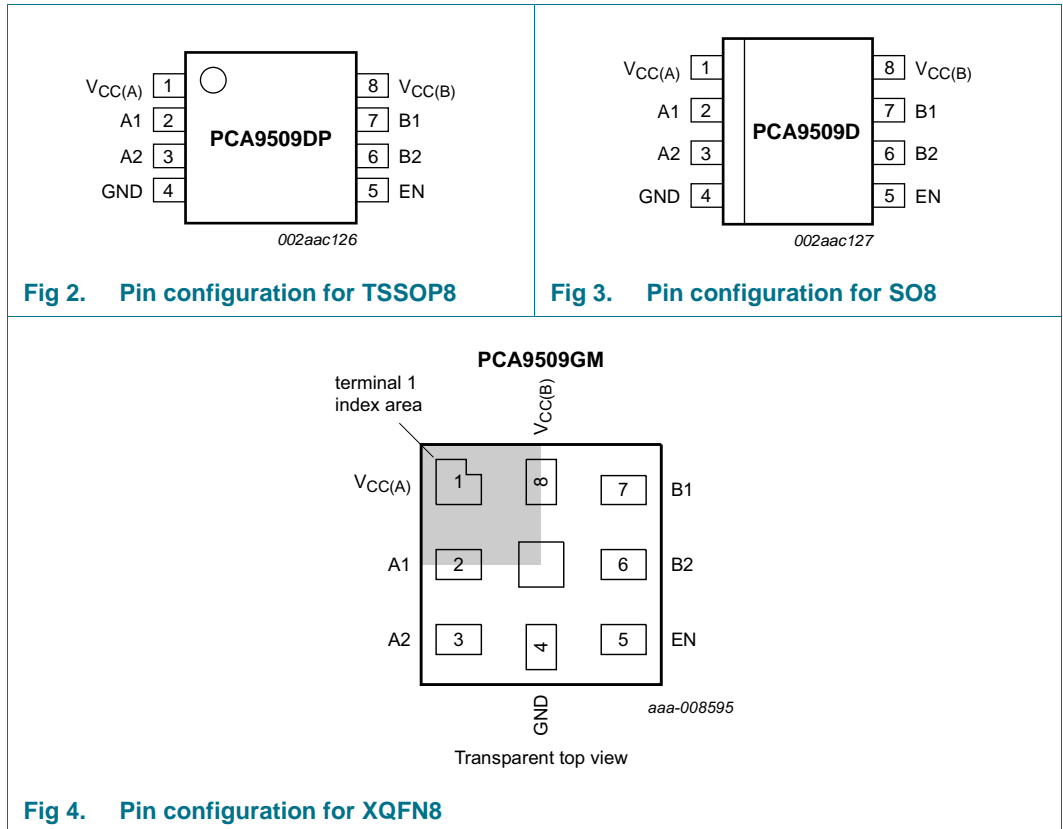 VCC(A) 1
A1 2
A2 3
GND 4
PCA9509DP
8 VCC(B)
7 B1
6 B2
5 EN
002aac126
Fig 2. Pin configuration for TSSOP8
VCC(A) 1
A1 2
A2 3
GND 4
PCA9509D
8 VCC(B)
7 B1
6 B2
5 EN
002aac127
Fig 3. Pin configuration for SO8
PCA9509GM
terminal 1
index area
VCC(B)
VCC(A) 1 8 7 B1
A1 2 6 B2
A2 3 4 5 EN
GND
aaa-008595
Transparent top view
Fig 4. Pin configuration for XQFN8